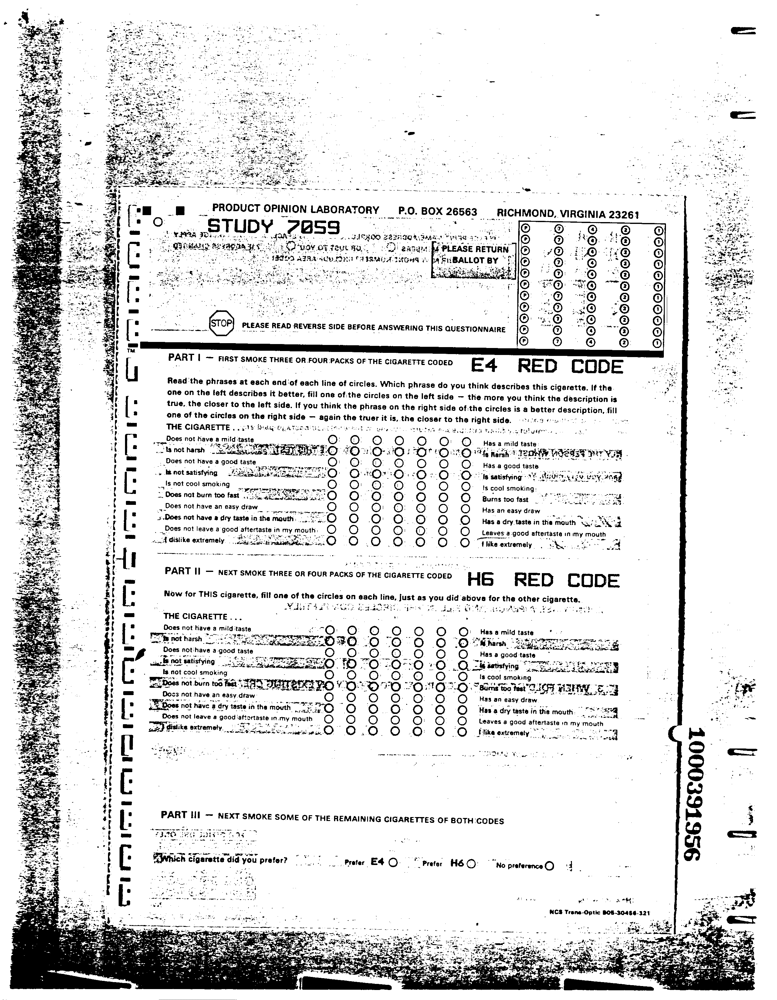 PRODUCT OPINION LABORATORY P.O. BOX 26563 RICHMOND, VIRGINIA 23261
STUDY 7059
PLEASE RETURN
BALLOT BY
STOP PLEASE READ REVERSE SIDE BEFORE ANSWERING THIS QUESTIONNAIRE
PART I — FIRST SMOKE THREE OR FOUR PACKS OF THE CIGARETTE CODED E4 RED CODE
Read the phrases at each end of each line of circles. Which phrase do you think describes this cigarette. If the
one on the left describes it better, fill one of the circles on the left side — the more you think the description is
true, the closer to the left side. If you think the phrase on the right side of the circles is a better description, fill
one of the circles on the right side — again the truer it is, the closer to the right side.
THE CIGARETTE . . .
Does not have a mild taste Has a mild taste
Is not harsh Is harsh
Does not have a good taste Has a good taste
Is not satisfying Is satisfying
Is not cool smoking Is cool smoking
Does not burn too fast Burns too fast
Does not have an easy draw Has an easy draw
Does not have a dry taste in the mouth Has a dry taste in the mouth
Does not leave a good aftertaste in my mouth Leaves a good aftertaste in my mouth
I dislike extremely I like extremely
PART II — NEXT SMOKE THREE OR FOUR PACKS OF THE CIGARETTE CODED H6 RED CODE
Now for THIS cigarette, fill one of the circles on each line, just as you did above for the other cigarette.
THE CIGARETTE . . .
Does not have a mild taste Has a mild taste
Is not harsh Is harsh
Does not have a good taste Has a good taste
Is not satisfying Is satisfying
Is not cool smoking Is cool smoking
Does not burn too fast Burns too fast
Does not have an easy draw Has an easy draw
Does not have a dry taste in the mouth Has a dry taste in the mouth
Does not leave a good aftertaste in my mouth Leaves a good aftertaste in my mouth
I dislike extremely I like extremely
PART III — NEXT SMOKE SOME OF THE REMAINING CIGARETTES OF BOTH CODES
Which cigarette did you prefer? Prefer E4 Prefer H6 No preference
NCS Trans-Optic B05-30456-321
1000391956